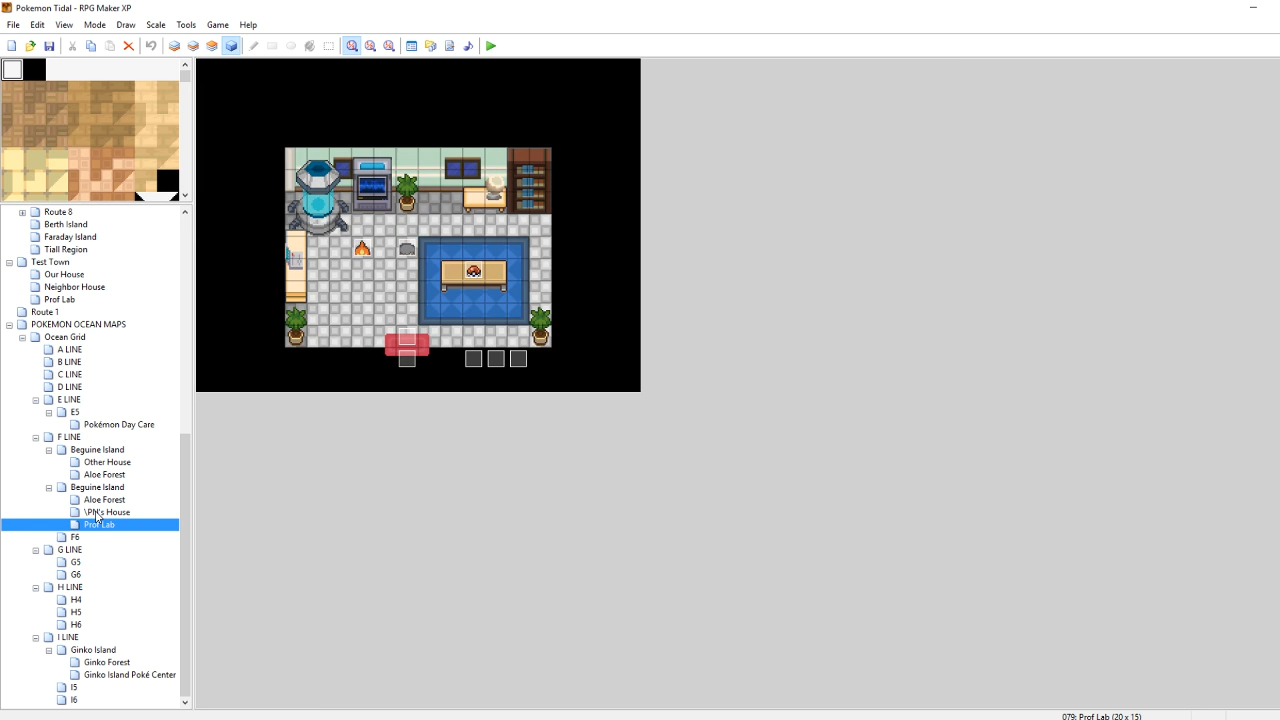 Pokemon Tidal - RPG Maker XP
File Edit View Mode Draw Scale Tools Game Help
Route 8
Berth Island
Faraday Island
Tiall Region
Test Town
Our House
Neighbor House
Prof Lab
Route 1
POKEMON OCEAN MAPS
Ocean Grid
A LINE
B LINE
C LINE
D LINE
E LINE
E5
Pokémon Day Care
F LINE
Beguine Island
Other House
Aloe Forest
Beguine Island
Aloe Forest
\PN's House
Prof Lab
F6
G LINE
G5
G6
H LINE
H4
H5
H6
I LINE
Ginko Island
Ginko Forest
Ginko Island Poké Center
I5
I6
079: Prof Lab (20 x 15)